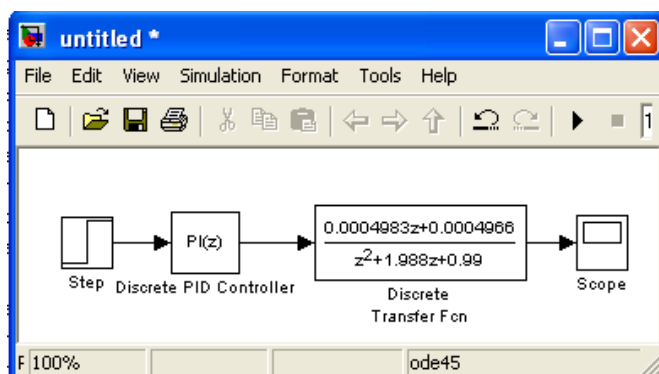 untitled *
File Edit View Simulation Format Tools Help
1
PI(z)
0.0004983z+0.0004966
z²+1.988z+0.99
Step
Discrete PID Controller
Discrete
Transfer Fcn
Scope
F 100% ode45